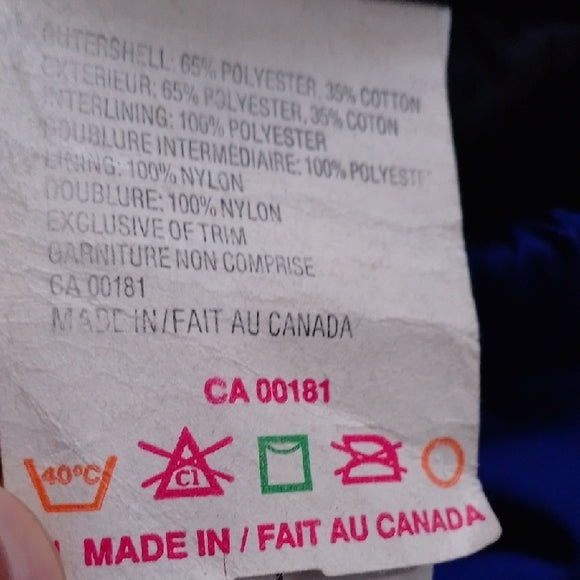 OUTERSHELL: 65% POLYESTER, 35% COTTON
EXTERIEUR: 65% POLYESTER, 35% COTON
INTERLINING: 100% POLYESTER
DOUBLURE INTERMÉDIAIRE: 100% POLYESTE
LINING: 100% NYLON
DOUBLURE: 100% NYLON
EXCLUSIVE OF TRIM
GARNITURE NON COMPRISE
CA 00181
MADE IN/FAIT AU CANADA
CA 00181
40°C Cl
MADE IN / FAIT AU CANADA